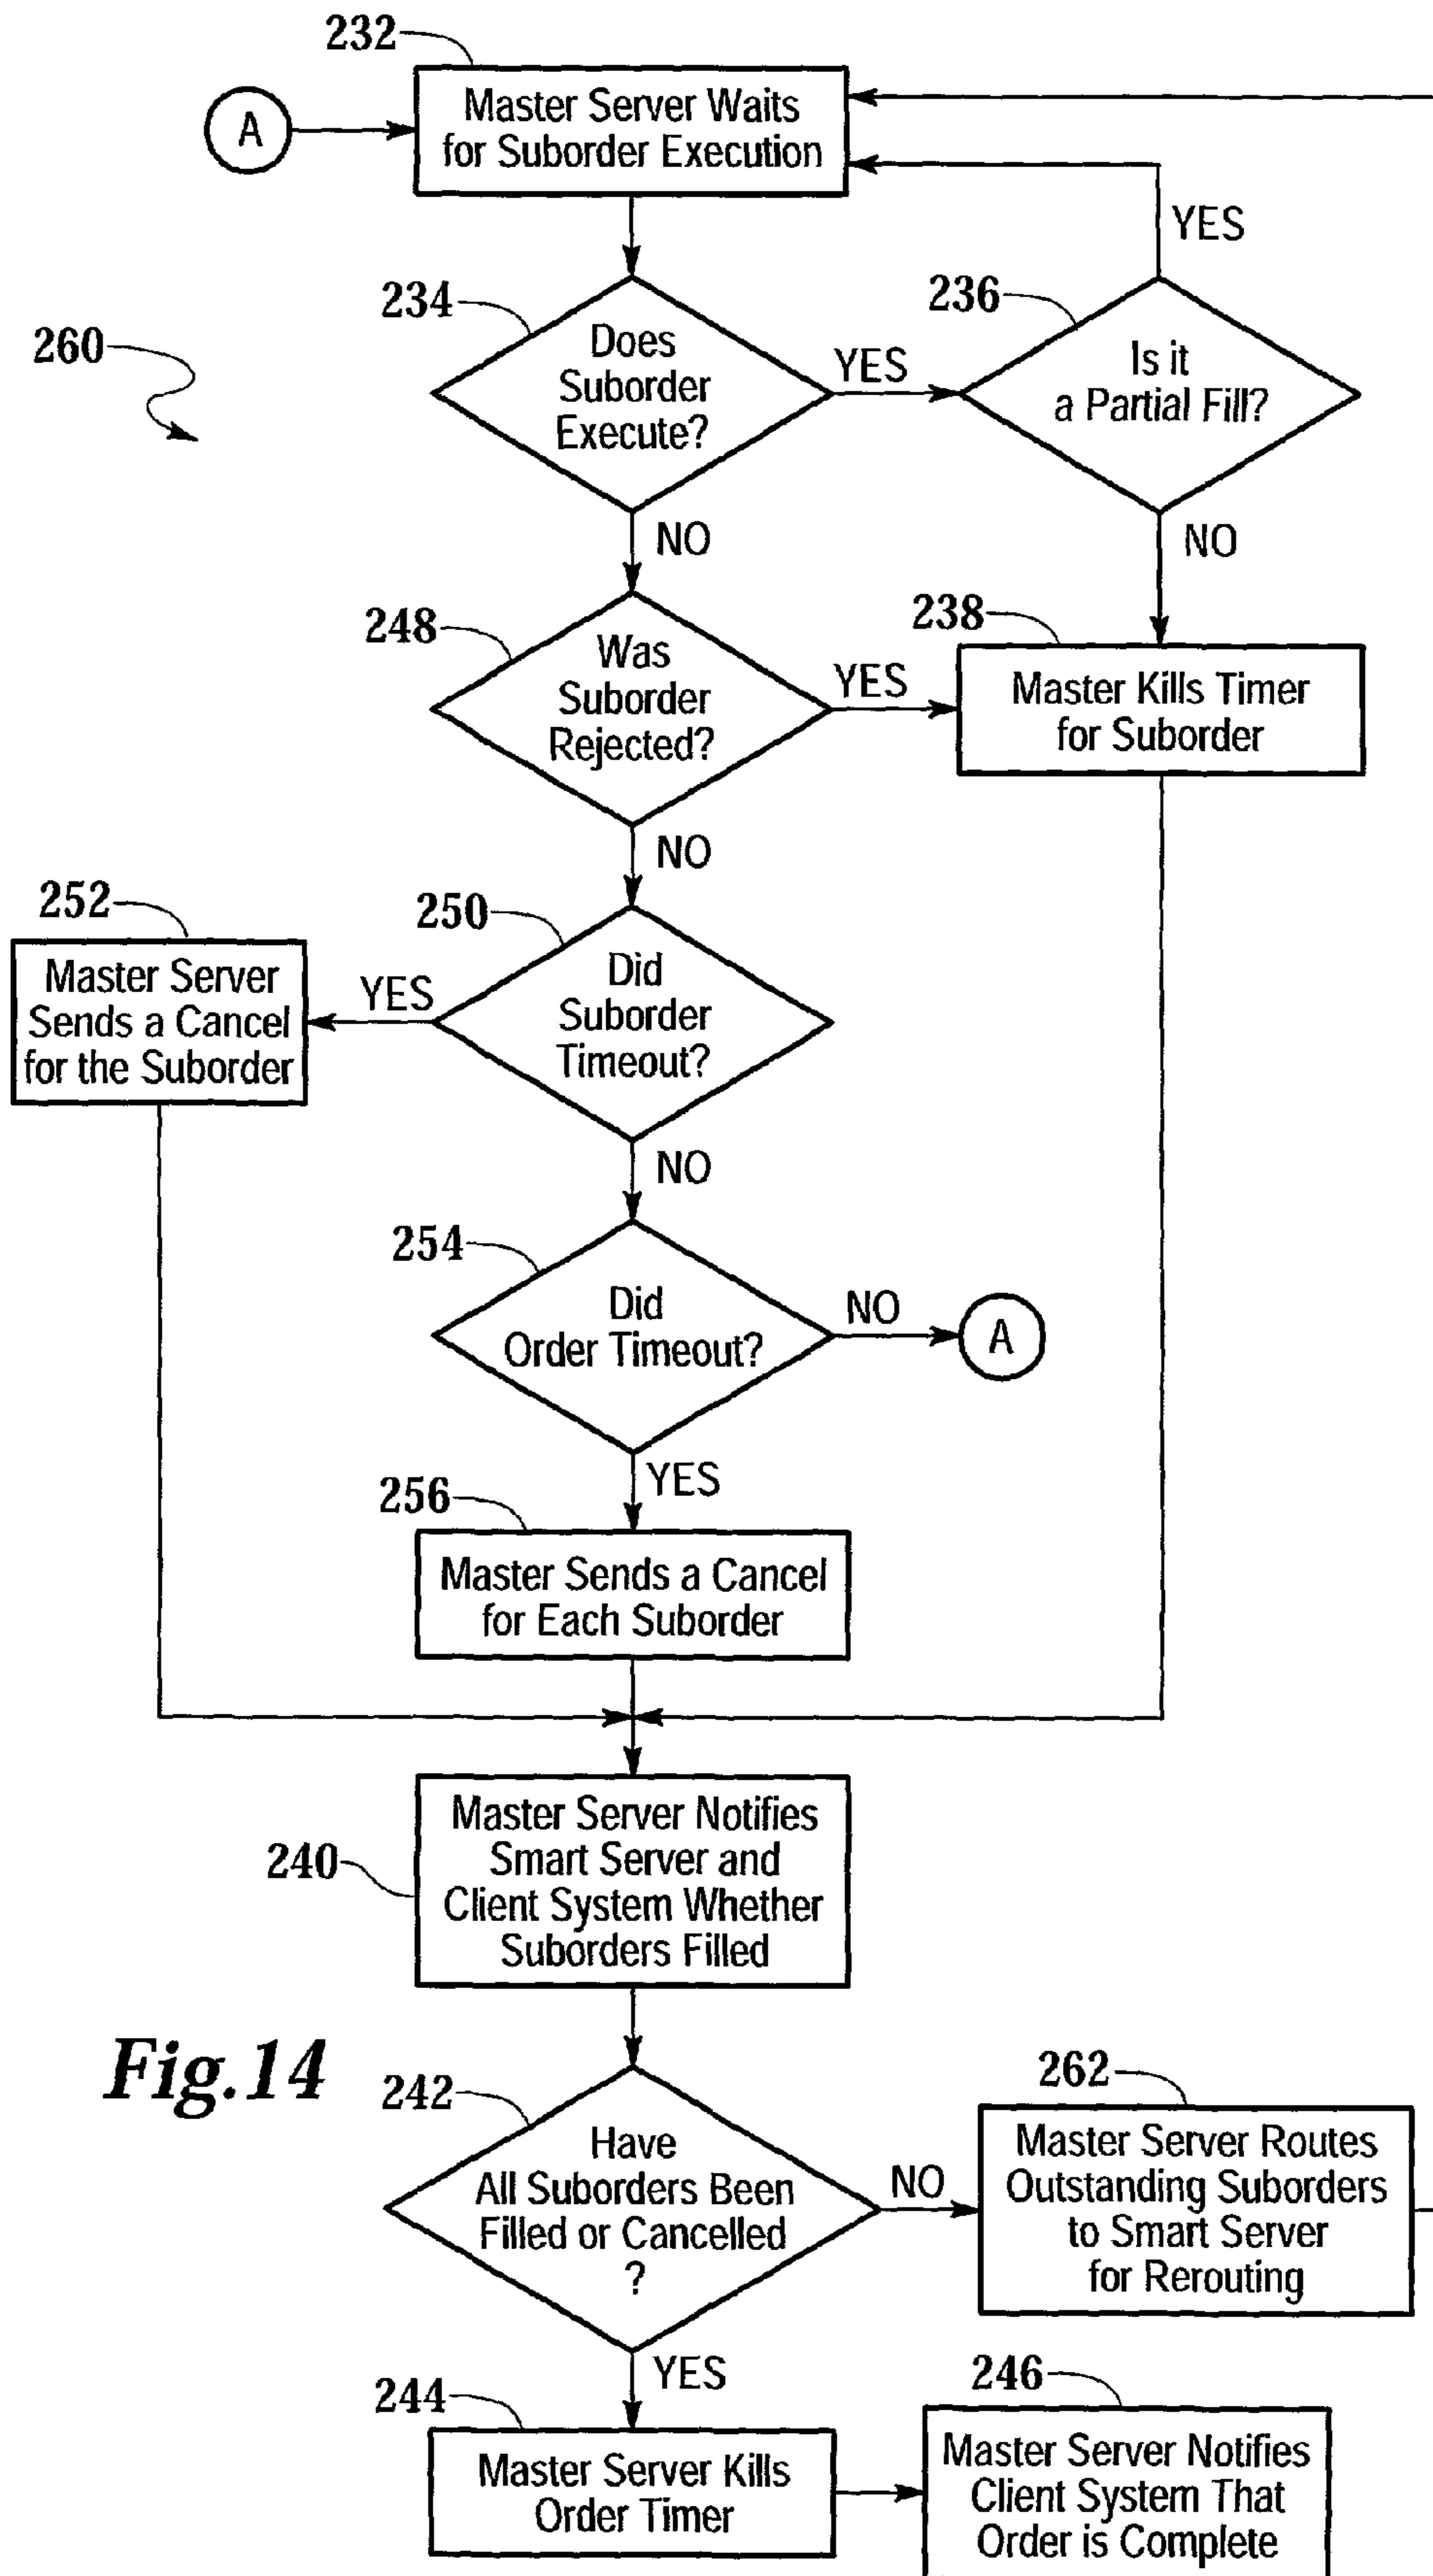 232
Master Server Waits
for Suborder Execution
A
YES
234
Does
Suborder
Execute?
YES
236
Is it
a Partial Fill?
260
NO
NO
248
Was
Suborder
Rejected?
YES
238
Master Kills Timer
for Suborder
NO
252
Master Server
Sends a Cancel
for the Suborder
YES
250
Did
Suborder
Timeout?
NO
254
Did
Order Timeout?
NO
A
YES
256
Master Sends a Cancel
for Each Suborder
240
Master Server Notifies
Smart Server and
Client System Whether
Suborders Filled
Fig.14
242
Have
All Suborders Been
Filled or Cancelled
?
NO
262
Master Server Routes
Outstanding Suborders
to Smart Server
for Rerouting
YES
244
Master Server Kills
Order Timer
246
Master Server Notifies
Client System That
Order is Complete